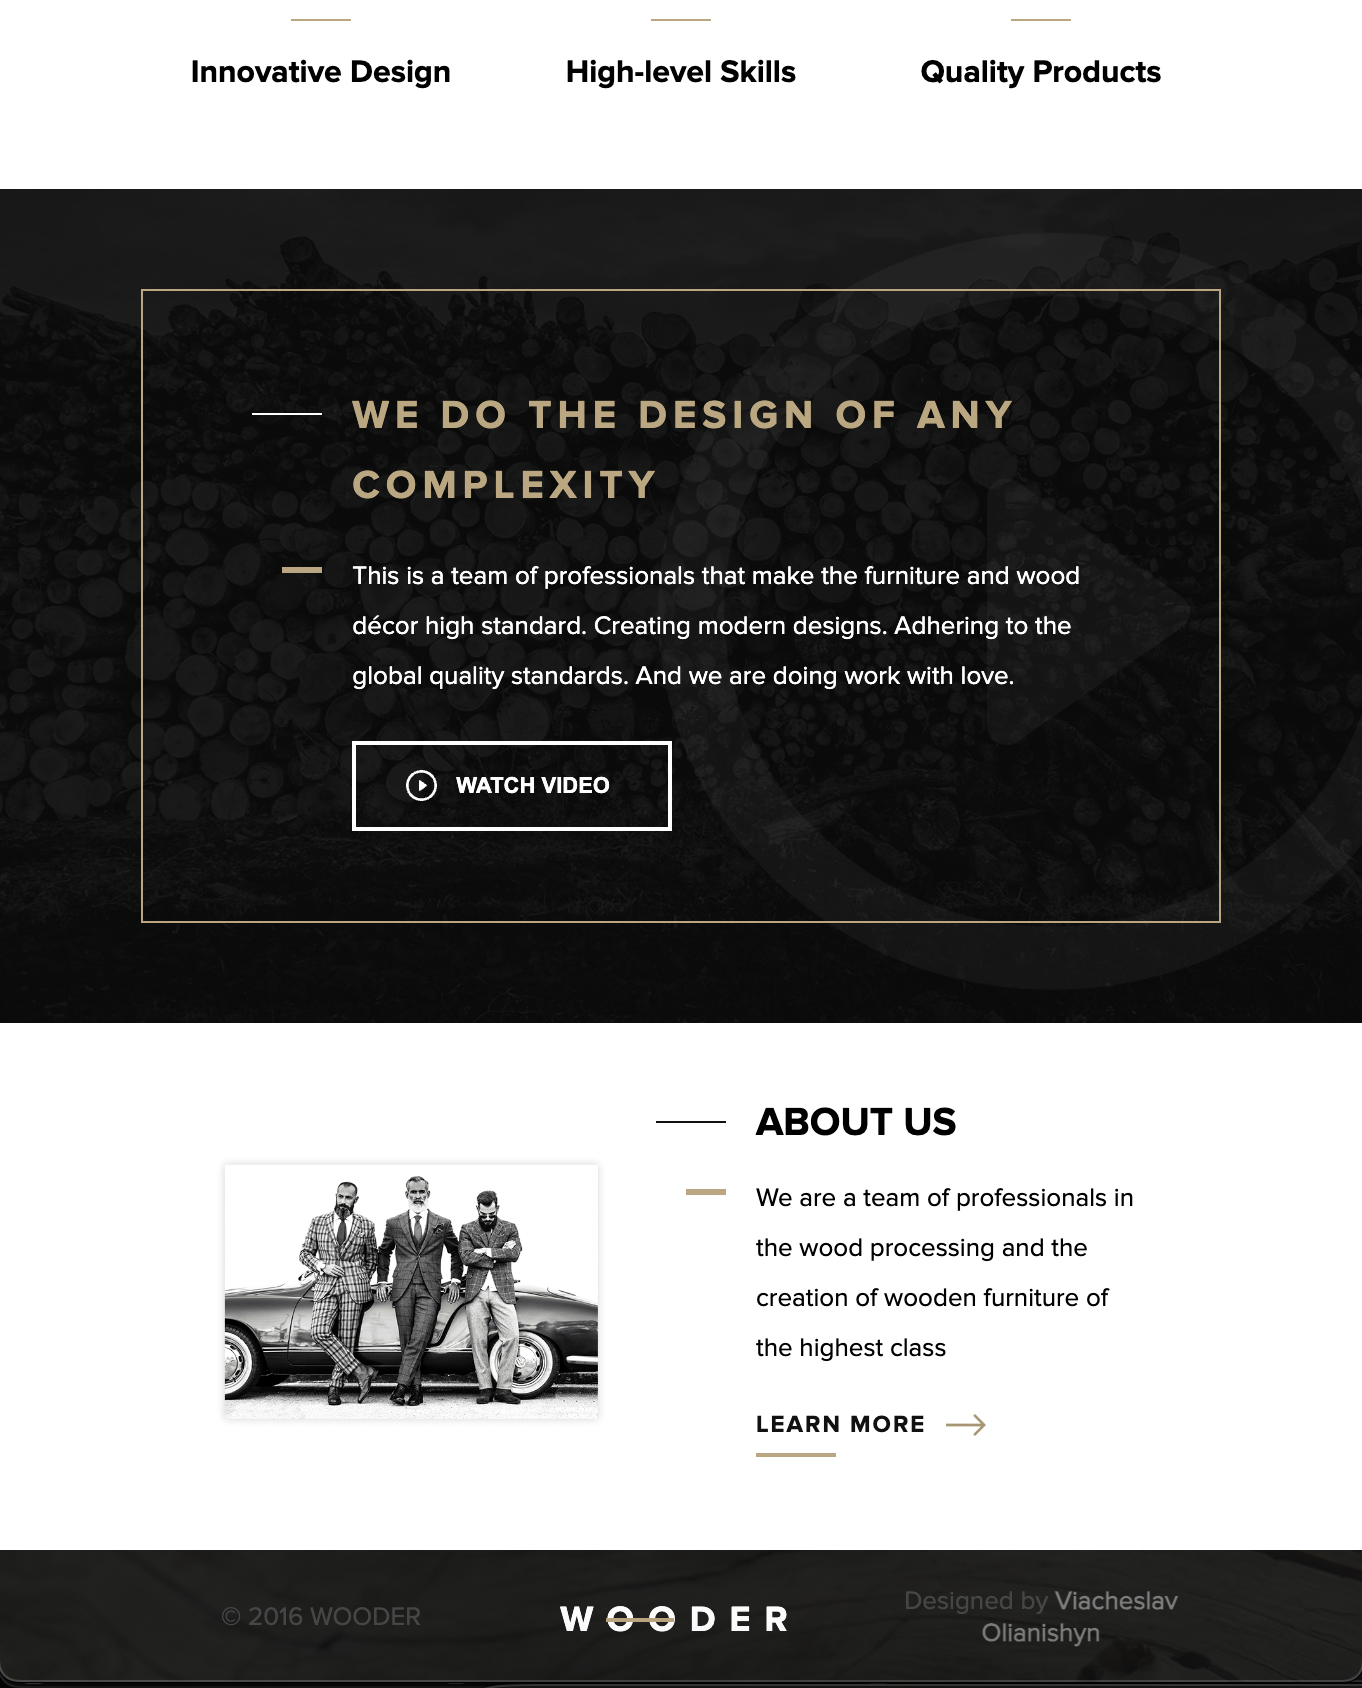 Innovative Design
High-level Skills
Quality Products
WE DO THE DESIGN OF ANY
COMPLEXITY
This is a team of professionals that make the furniture and wood
décor high standard. Creating modern designs. Adhering to the
global quality standards. And we are doing work with love.
WATCH VIDEO
ABOUT US
We are a team of professionals in
the wood processing and the
creation of wooden furniture of
the highest class
LEARN MORE
© 2016 WOODER
WOODER
Designed by Viacheslav
Olianishyn